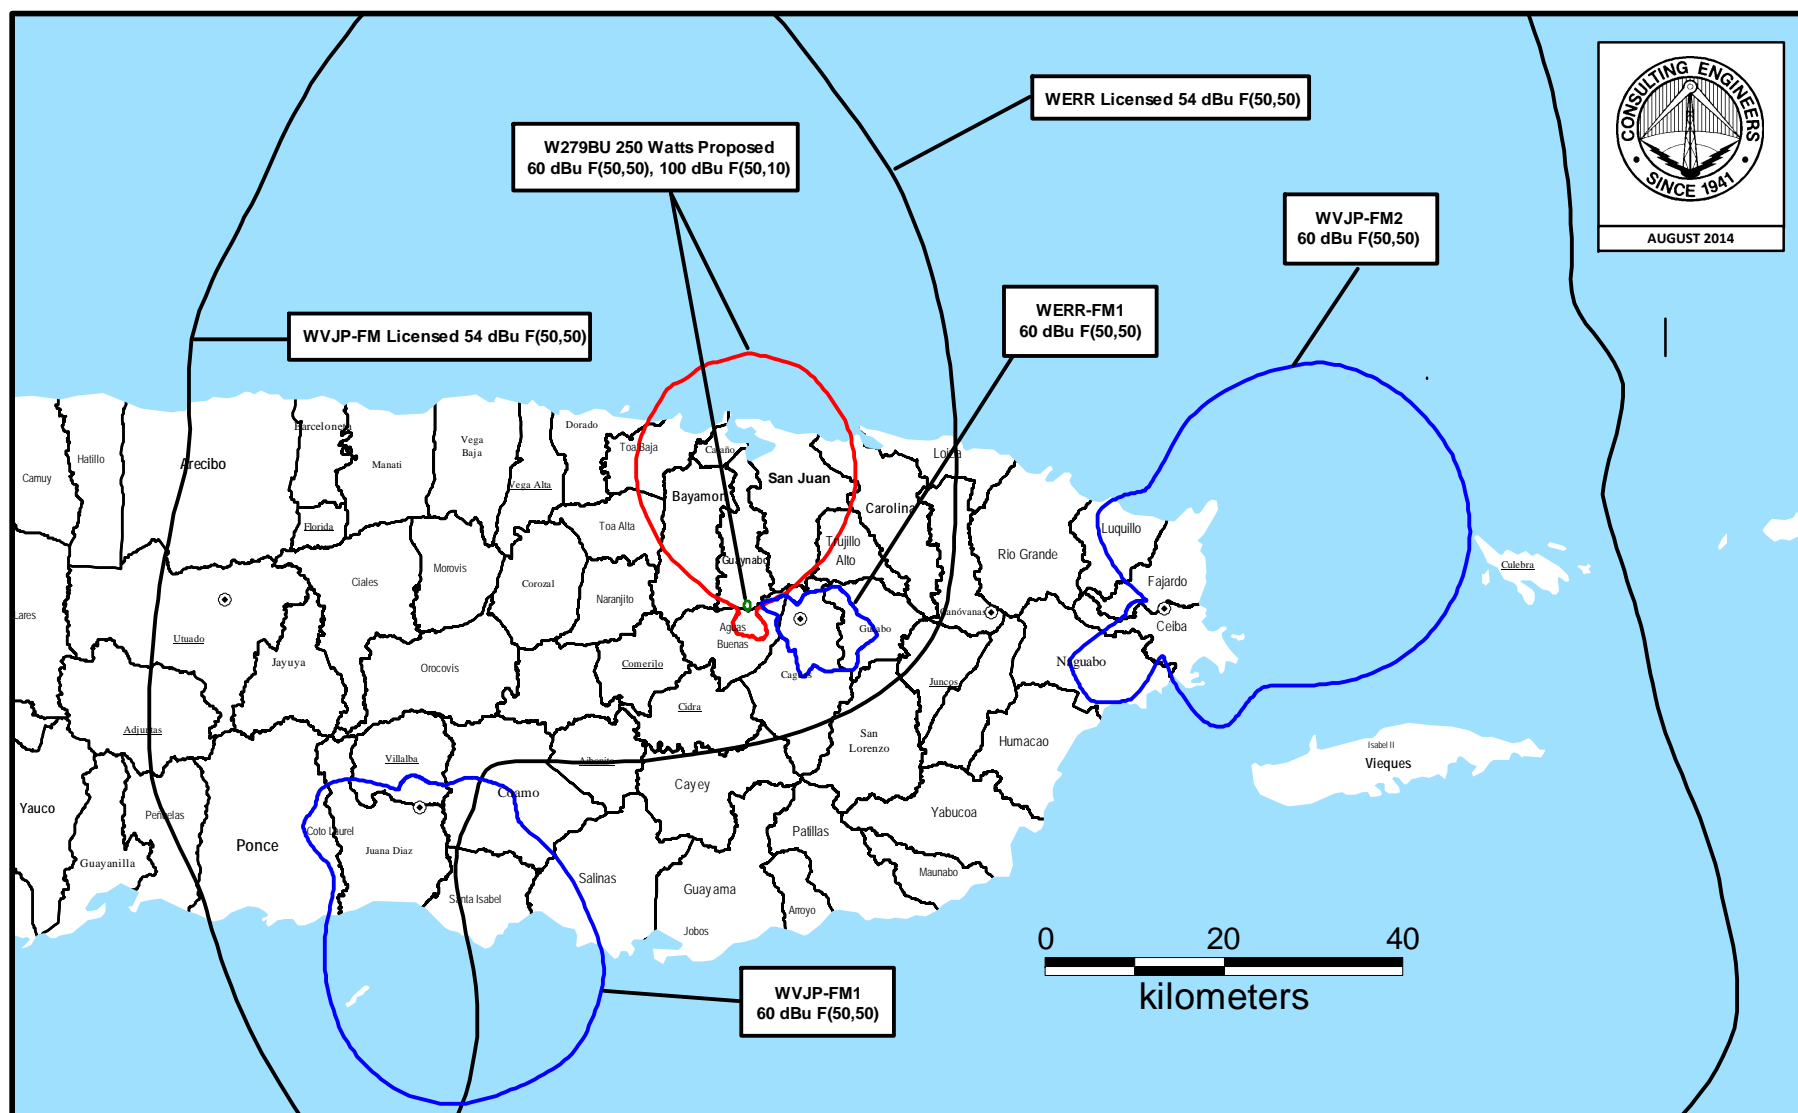 CONSULTING ENGINEERS
SINCE 1941
AUGUST 2014
WERR Licensed 54 dBu F(50,50)
W279BU 250 Watts Proposed
60 dBu F(50,50), 100 dBu F(50,10)
WVJP-FM2
60 dBu F(50,50)
WERR-FM1
60 dBu F(50,50)
WVJP-FM Licensed 54 dBu F(50,50)
Camuy
Hatillo
Arecibo
Barceloneta
Manati
Vega
Baja
Vega Alta
Dorado
Toa Baja
Cataño
San Juan
Bayamon
Carolina
Loiza
Florida
Toa Alta
Guaynabo
Trujillo
Alto
Rio Grande
Luquillo
Fajardo
Ceiba
Culebra
Lares
Utuado
Ciales
Morovis
Corozal
Naranjito
Aguas
Buenas
Gurabo
Canóvanas
Jayuya
Orocovis
Comerilo
Caguas
Juncos
Naguabo
Adjuntas
Villalba
Aibonito
Cidra
San
Lorenzo
Humacao
Isabel II
Vieques
Yauco
Penuelas
Guayanilla
Ponce
Coto Laurel
Juana Diaz
Coamo
Cayey
Yabucoa
Patillas
Maunabo
Santa Isabel
Salinas
Guayama
Arroyo
Jobos
WVJP-FM1
60 dBu F(50,50)
0 20 40
kilometers